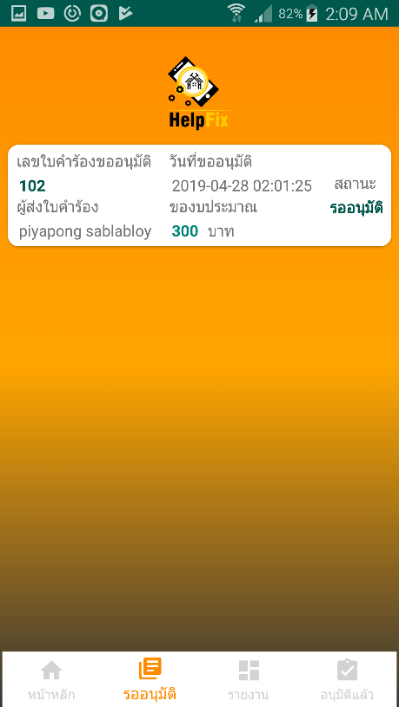 82% 2:09 AM
HelpFix
เลขใบคำร้องขออนุมัติ วันที่ขออนุมัติ
102 2019-04-28 02:01:25 สถานะ
ผู้ส่งใบคำร้อง ของบประมาณ รออนุมัติ
piyapong sablabloy 300 บาท
หน้าหลัก รออนุมัติ รายงาน อนุมัติแล้ว